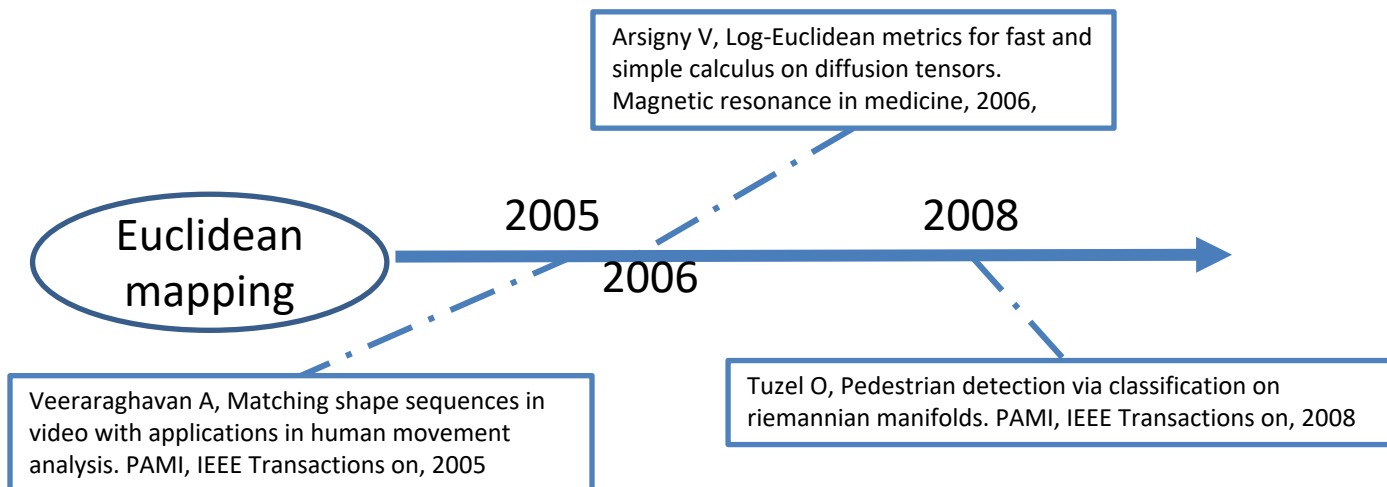 Arsigny V, Log-Euclidean metrics for fast and
simple calculus on diffusion tensors.
Magnetic resonance in medicine, 2006,
2005
2008
Euclidean
mapping
2006
Veeraraghavan A, Matching shape sequences in
video with applications in human movement
analysis. PAMI, IEEE Transactions on, 2005
Tuzel O, Pedestrian detection via classification on
riemannian manifolds. PAMI, IEEE Transactions on, 2008